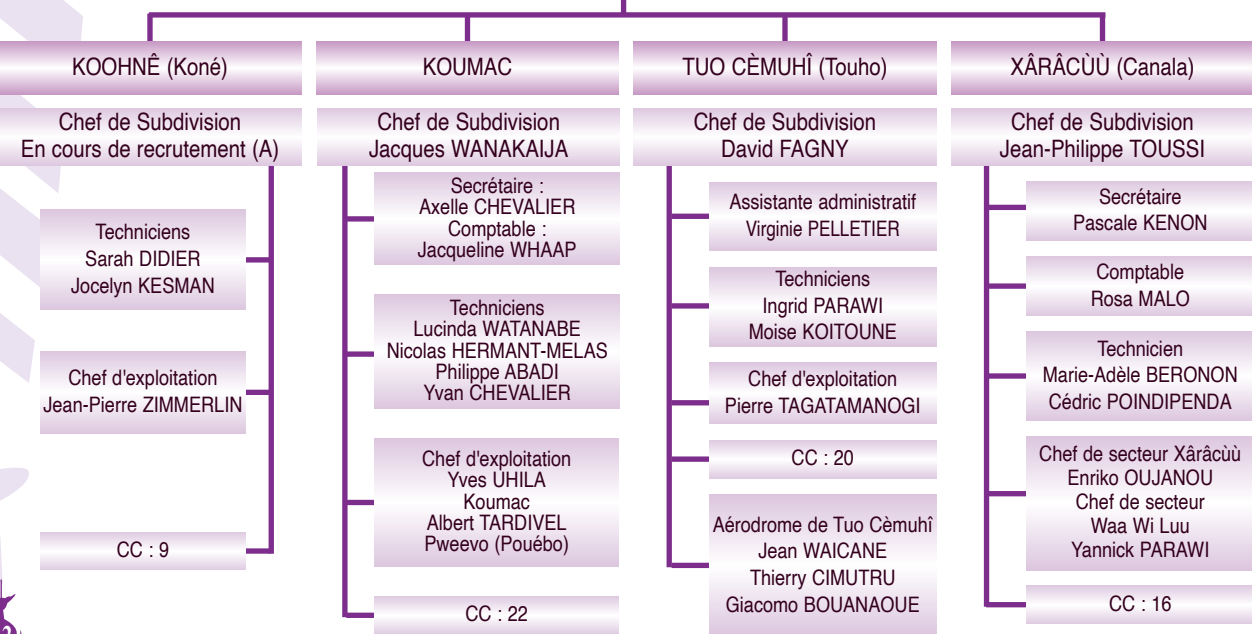 KOOHNÊ (Koné)
Chef de Subdivision
En cours de recrutement (A)
Techniciens
Sarah DIDIER
Jocelyn KESMAN
Chef d'exploitation
Jean-Pierre ZIMMERLIN
CC : 9
KOUMAC
Chef de Subdivision
Jacques WANAKAIJA
Secrétaire :
Axelle CHEVALIER
Comptable :
Jacqueline WHAAP
Techniciens
Lucinda WATANABE
Nicolas HERMANT-MELAS
Philippe ABADI
Yvan CHEVALIER
Chef d'exploitation
Yves UHILA
Koumac
Albert TARDIVEL
Pweevo (Pouébo)
CC : 22
TUO CÈMUHÎ (Touho)
Chef de Subdivision
David FAGNY
Assistante administratif
Virginie PELLETIER
Techniciens
Ingrid PARAWI
Moise KOITOUNE
Chef d'exploitation
Pierre TAGATAMANOGI
CC : 20
Aérodrome de Tuo Cèmuhî
Jean WAICANE
Thierry CIMUTRU
Giacomo BOUANAOUE
XÂRÂCÙÙ (Canala)
Chef de Subdivision
Jean-Philippe TOUSSI
Secrétaire
Pascale KENON
Comptable
Rosa MALO
Technicien
Marie-Adèle BERONON
Cédric POINDIPENDA
Chef de secteur Xârâcùù
Enriko OUJANOU
Chef de secteur
Waa Wi Luu
Yannick PARAWI
CC : 16